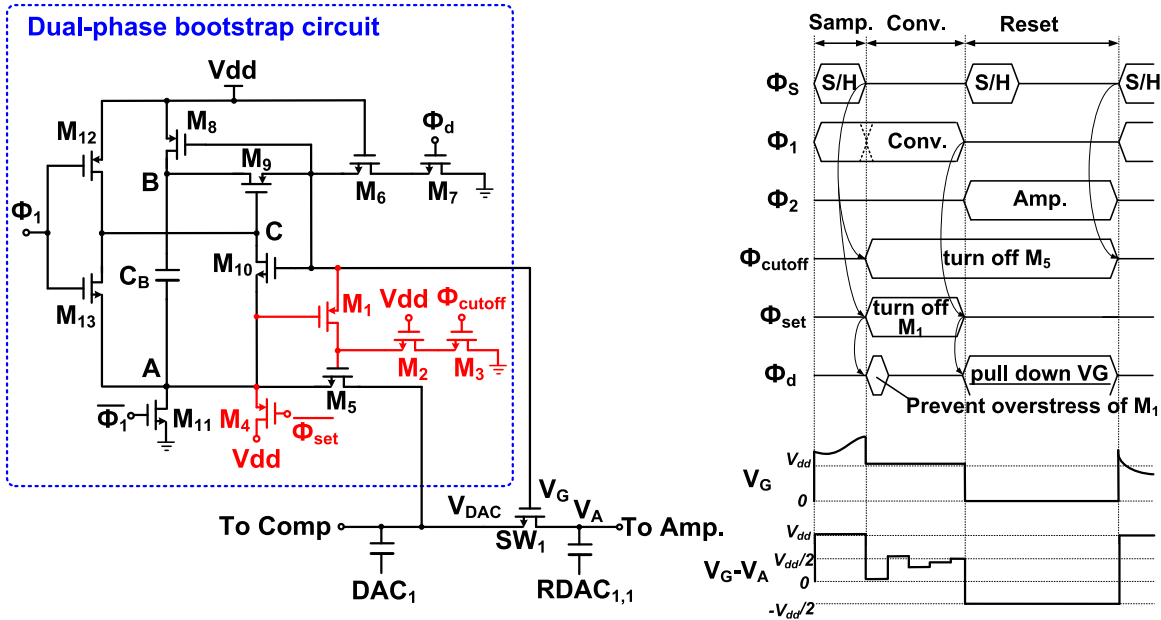 Dual-phase bootstrap circuit
Vdd
M12
M8
Φd
M9
B
M6
M7
Φ1
C
M10
CB
M1
Vdd
Φcutoff
M13
A
M2
M3
M5
Φ1
M11
M4
Φset
Vdd
VG
VDAC
VA
To Comp
To Amp.
SW1
DAC1
RDAC1,1
Samp.
Conv.
Reset
ΦS
S/H
S/H
S/H
Φ1
Conv.
Φ2
Amp.
Φcutoff
turn off M5
Φset
turn off
M1
Φd
pull down VG
Prevent overstress of M1
VG
Vdd
0
VG-VA
Vdd
Vdd/2
0
-Vdd/2